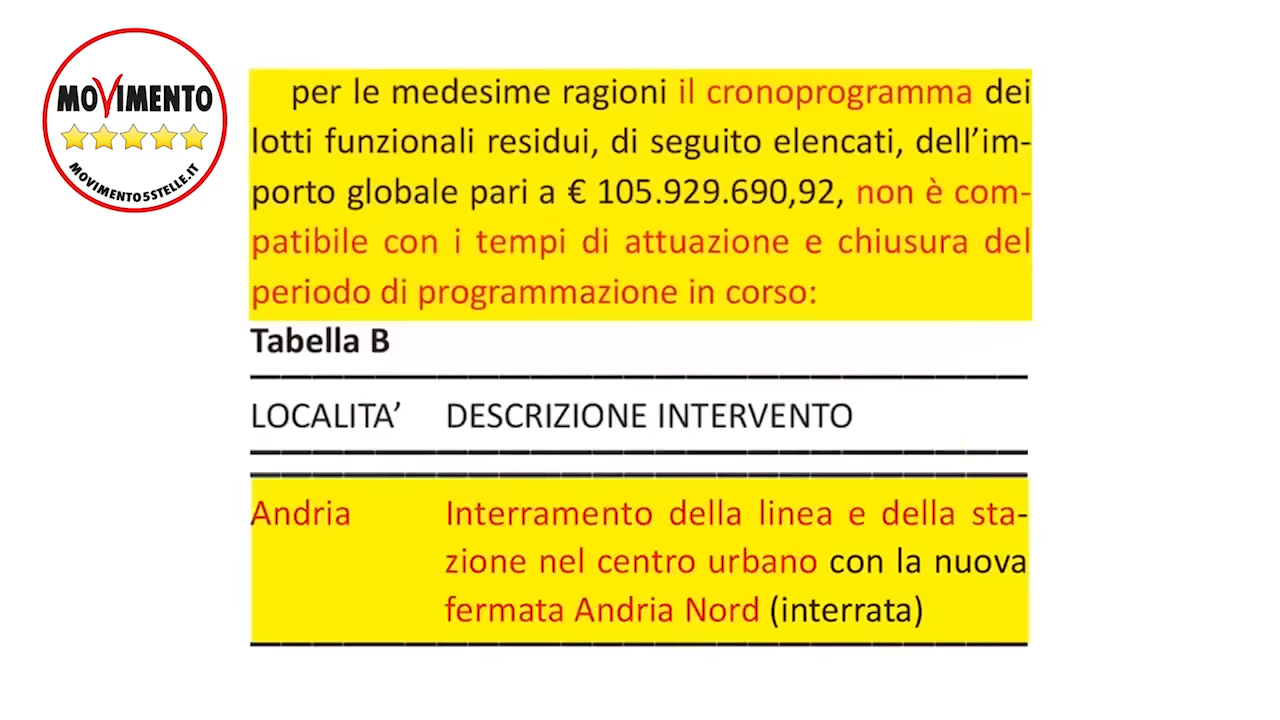 MOVIMENTO
MOVIMENTO5STELLE.IT
per le medesime ragioni il cronoprogramma dei
lotti funzionali residui, di seguito elencati, dell’im-
porto globale pari a € 105.929.690,92, non è com-
patibile con i tempi di attuazione e chiusura del
periodo di programmazione in corso:
Tabella B
LOCALITA’ DESCRIZIONE INTERVENTO
Andria Interramento della linea e della sta-
zione nel centro urbano con la nuova
fermata Andria Nord (interrata)